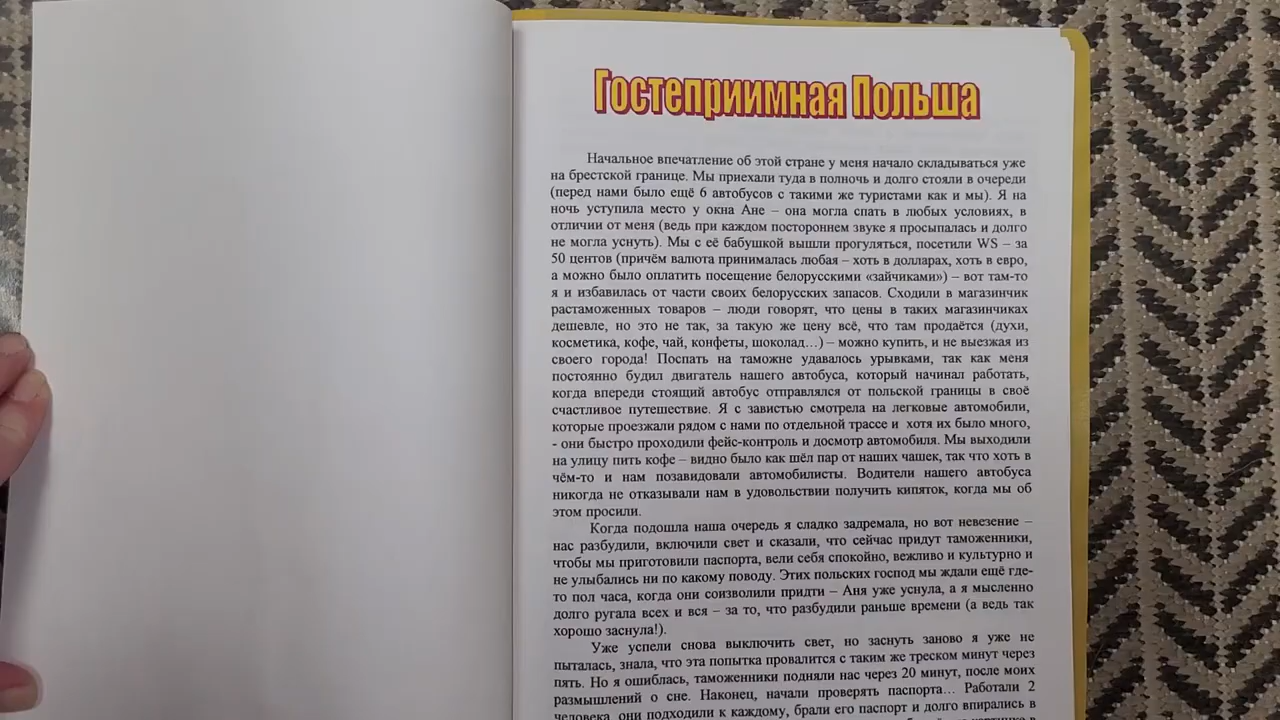 Гостеприимная Польша
Начальное впечатление об этой стране у меня начало складываться уже
на брестской границе. Мы приехали туда в полночь и долго стояли в очереди
(перед нами было ещё 6 автобусов с такими же туристами как и мы). Я на
ночь уступила место у окна Ане – она могла спать в любых условиях, в
отличии от меня (ведь при каждом постороннем звуке я просыпалась и долго
не могла уснуть). Мы с её бабушкой вышли прогуляться, посетили WS – за
50 центов (причём валюта принималась любая – хоть в долларах, хоть в евро,
а можно было оплатить посещение белорусскими «зайчиками») – вот там-то
я и избавилась от части своих белорусских запасов. Сходили в магазинчик
растаможенных товаров – люди говорят, что цены в таких магазинчиках
дешевле, но это не так, за такую же цену всё, что там продаётся (духи,
косметика, кофе, чай, конфеты, шоколад…) – можно купить, и не выезжая из
своего города! Поспать на таможне удавалось урывками, так как меня
постоянно будил двигатель нашего автобуса, который начинал работать,
когда впереди стоящий автобус отправлялся от польской границы в своё
счастливое путешествие. Я с завистью смотрела на легковые автомобили,
которые проезжали рядом с нами по отдельной трассе и хотя их было много,
- они быстро проходили фейс-контроль и досмотр автомобиля. Мы выходили
на улицу пить кофе – видно было как шёл пар от наших чашек, так что хоть в
чём-то и нам позавидовали автомобилисты. Водители нашего автобуса
никогда не отказывали нам в удовольствии получить кипяток, когда мы об
этом просили.
Когда подошла наша очередь я сладко задремала, но вот невезение –
нас разбудили, включили свет и сказали, что сейчас придут таможенники,
чтобы мы приготовили паспорта, вели себя спокойно, вежливо и культурно и
не улыбались ни по какому поводу. Этих польских господ мы ждали ещё где-
то пол часа, когда они соизволили придти – Аня уже уснула, а я мысленно
долго ругала всех и вся – за то, что разбудили раньше времени (а ведь так
хорошо заснула!).
Уже успели снова выключить свет, но заснуть заново я уже не
пыталась, знала, что эта попытка провалится с таким же треском минут через
пять. Но я ошиблась, таможенники подняли нас через 20 минут, после моих
размышлений о сне. Наконец, начали проверять паспорта… Работали 2
человека, они подходили к каждому, брали его паспорт и долго впирались в